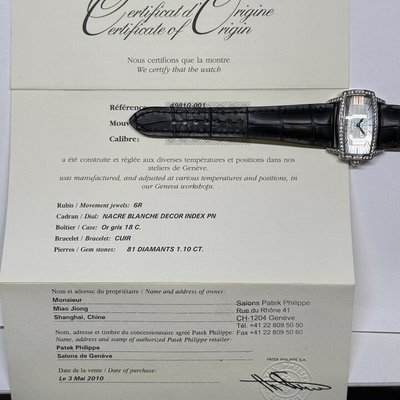 Certificat d'Origine
Certificate of Origin
Nous certifions que la montre
We certify that the watch
Référence
4981G-001
Mouv
Calibre:
a été construite et réglée aux diverses températures et positions dans nos
ateliers de Genève.
was manufactured, and adjusted at various temperatures and positions, in
our Geneva workshops.
Rubis / Movement jewels: 6R
Cadran / Dial: NACRE BLANCHE DECOR INDEX PN
Boîtier / Case: Or gris 18 C.
Bracelet / Bracelet: CUIR
Pierres / Gem stones: 81 DIAMANTS 1.10 CT.
Nom et adresse du propriétaire / Name and address of owner:
Monsieur
Miao Jiong
Shanghai, Chine
Salons Patek Philippe
Rue du Rhône 41
CH-1204 Genève
Tél. +41 22 809 50 50
Fax +41 22 809 50 60
Nom, adresse et timbre du concessionnaire agréé Patek Philippe:
Name, address and stamp of authorized Patek Philippe retailer:
Patek Philippe
Salons de Genève
PATEK PHILIPPE S.A.
Date de la vente / Date of purchase:
Le 3 Mai 2010